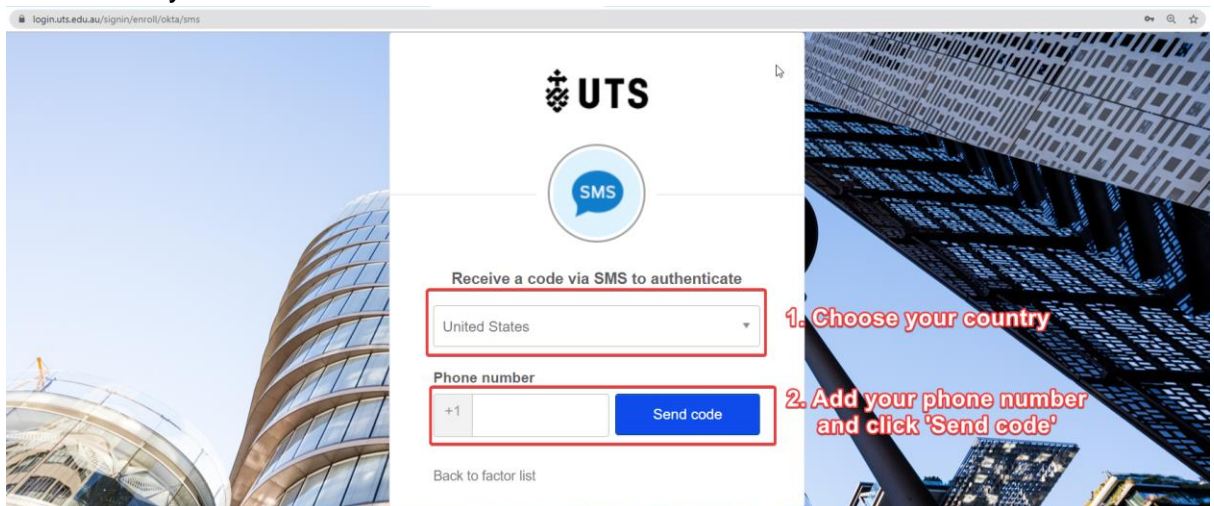 login.uts.edu.au/signin/enroll/okta/sms
UTS
SMS
Receive a code via SMS to authenticate
United States
1. Choose your country
Phone number
+1
Send code
2. Add your phone number
and click 'Send code'
Back to factor list